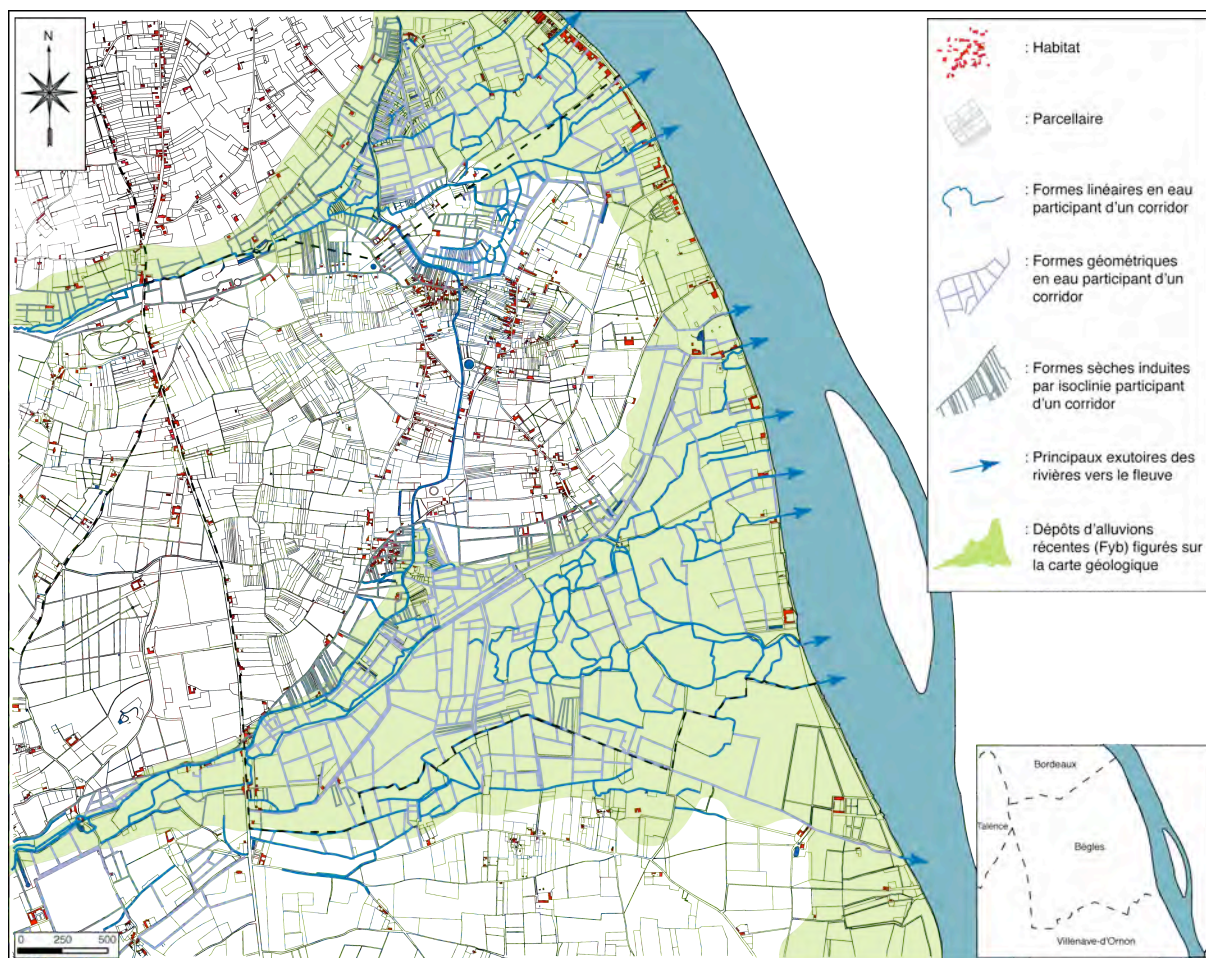 N
: Habitat
: Parcellaire
: Formes linéaires en eau
participant d'un corridor
: Formes géométriques
en eau participant d'un
corridor
: Formes sèches induites
par isoclinie participant
d'un corridor
: Principaux exutoires des
rivières vers le fleuve
: Dépôts d'alluvions
récentes (Fyb) figurés sur
la carte géologique
Bordeaux
Talence
Bègles
Villenave-d'Ornon
0 250 500